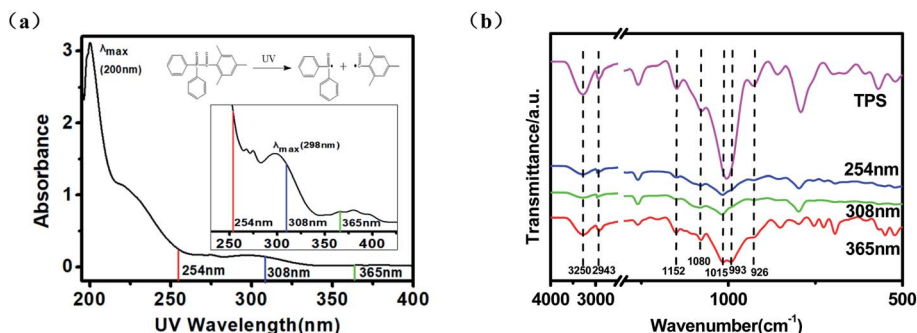 (a)
Absorbance
3
2
1
0
λmax
(200nm)
UV
+
λmax(298nm)
254nm
308nm
365nm
250
300
350
400
254nm
308nm
365nm
200
250
300
350
400
UV Wavelength(nm)
(b)
Transmittance/a.u.
TPS
254nm
308nm
365nm
3250
2943
1152
1080
1015
993
926
4000
3000
1000
500
Wavenumber(cm-1)